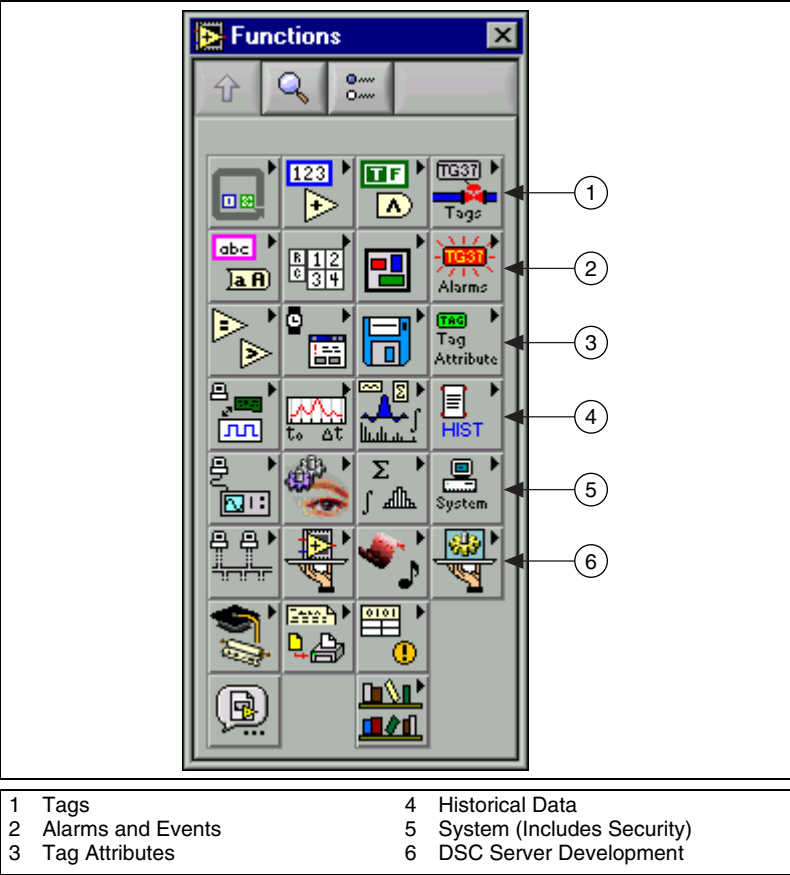 Functions
123
TF
TG37
Tags
1
abc
a A
R 1 2
C 3 4
TG37
Alarms
2
TAG
Tag
Attribute
3
t₀ Δt
Σ
∫
HIST
4
Σ
∫
System
5
6
0101
...
1 Tags
2 Alarms and Events
3 Tag Attributes
4 Historical Data
5 System (Includes Security)
6 DSC Server Development